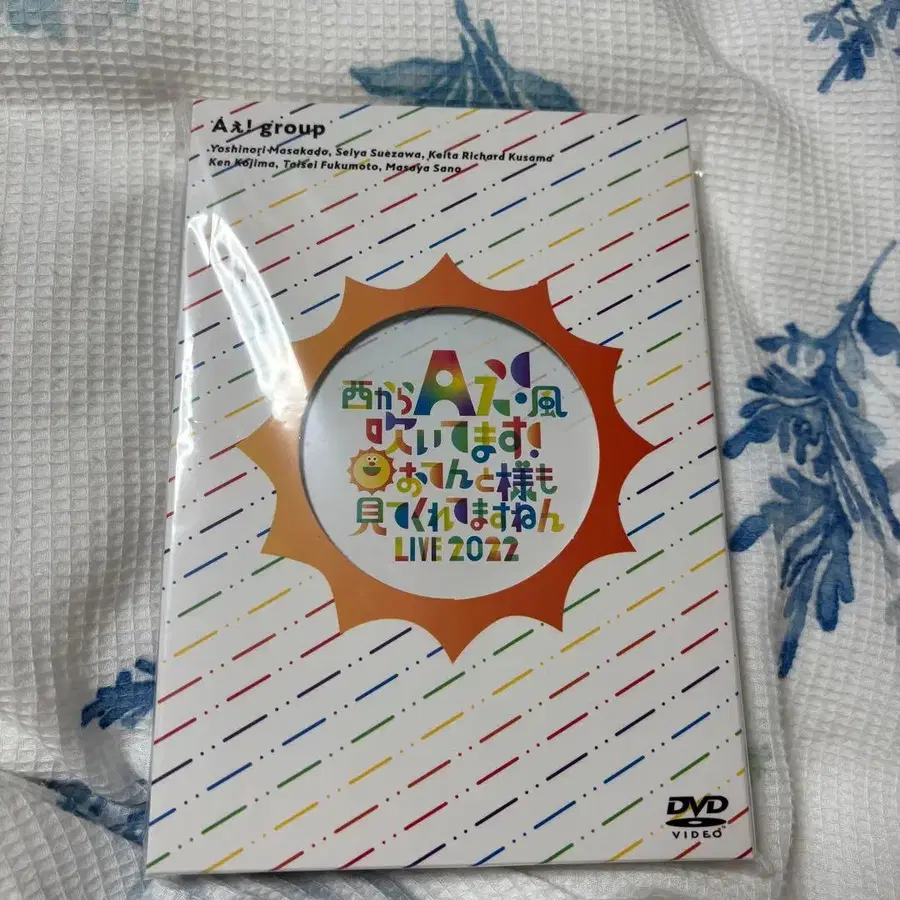 Aぇ! group
Yoshinori Masakado, Seiya Suezawa, Keita Richard Kusama
Ken Kojima, Taisei Fukumoto, Masaya Sano
西からAぇ風
吹いてます!
おてんと様も
見てくれてますねん
LIVE 2022
DVD
VIDEO™